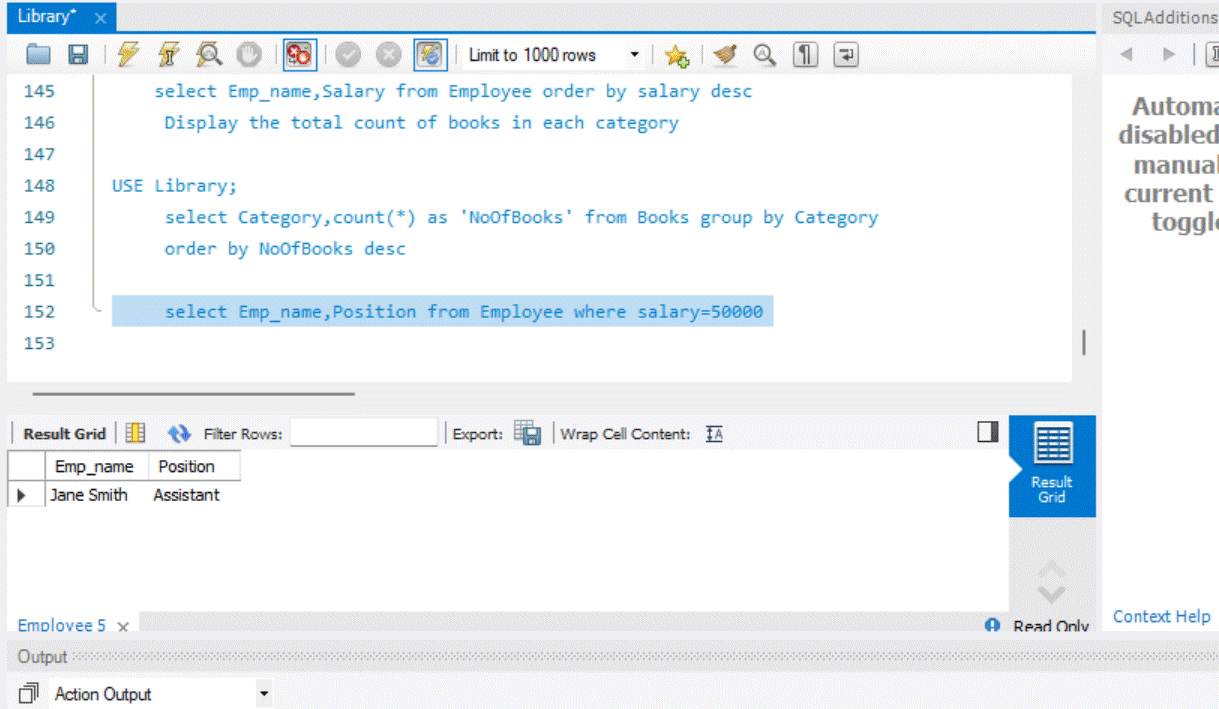 Library*
SQLAdditions
Limit to 1000 rows
145 select Emp_name,Salary from Employee order by salary desc
146 Display the total count of books in each category
147
148 USE Library;
149 select Category,count(*) as 'NoOfBooks' from Books group by Category
150 order by NoOfBooks desc
151
152 select Emp_name,Position from Employee where salary=50000
153
disabled
manual
current
toggle
Result Grid Filter Rows: Export: Wrap Cell Content:
Emp_name Position
Jane Smith Assistant
Result
Grid
Employee 5
Read Only
Context Help
Output
Action Output